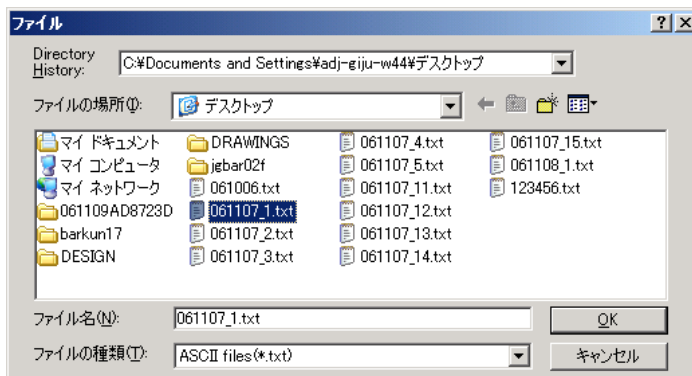 ファイル
Directory
History:
C:¥Documents and Settings¥adj-giju-w44¥デスクトップ
ファイルの場所(I):
デスクトップ
マイ ドキュメント
マイ コンピュータ
マイ ネットワーク
061109AD8723D
barkun17
DESIGN
DRAWINGS
jgbar02f
061006.txt
061107_1.txt
061107_2.txt
061107_3.txt
061107_4.txt
061107_5.txt
061107_11.txt
061107_12.txt
061107_13.txt
061107_14.txt
061107_15.txt
061108_1.txt
123456.txt
ファイル名(N):
061107_1.txt
OK
ファイルの種類(T):
ASCII files(*.txt)
キャンセル